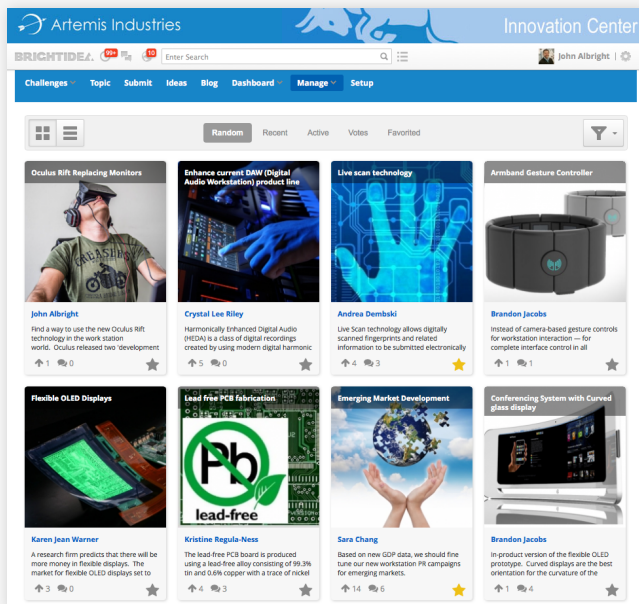 Artemis Industries
Innovation Center
BRIGHTIDEA.
99+
10
Enter Search
John Albright
Challenges
Topic
Submit
Ideas
Blog
Dashboard
Manage
Setup
Random
Recent
Active
Votes
Favorited
Oculus Rift Replacing Monitors
John Albright
Find a way to use the new Oculus Rift
technology in the work station
world. Oculus released two 'development
1
0
Enhance current DAW (Digital
Audio Workstation) product line
Crystal Lee Riley
Harmonically Enhanced Digital Audio
(HEDA) is a class of digital recordings
created by using modern digital harmonic
5
0
Live scan technology
Andrea Dembski
Live Scan technology allows digitally
scanned fingerprints and related
information to be submitted electronically
4
3
Armband Gesture Controller
Brandon Jacobs
Instead of camera-based gesture controls
for workstation interaction — for
complete interface control in all
1
1
Flexible OLED Displays
Karen Jean Warner
A research firm predicts that there will be
more money in flexible displays. The
market for flexible OLED displays set to
3
0
Lead free PCB fabrication
Pb
lead-free
Kristine Regula-Ness
The lead-free PCB board is produced
using a lead-free alloy consisting of 99.3%
tin and 0.6% copper with a trace of nickel
4
3
Emerging Market Development
Sara Chang
Based on new GDP data, we should fine
tune our new workstation PR campaigns
for emerging markets.
14
6
Conferencing System with Curved
glass display
Brandon Jacobs
In-product version of the flexible OLED
prototype. Curved displays are the best
orientation for the curvature of the
1
4